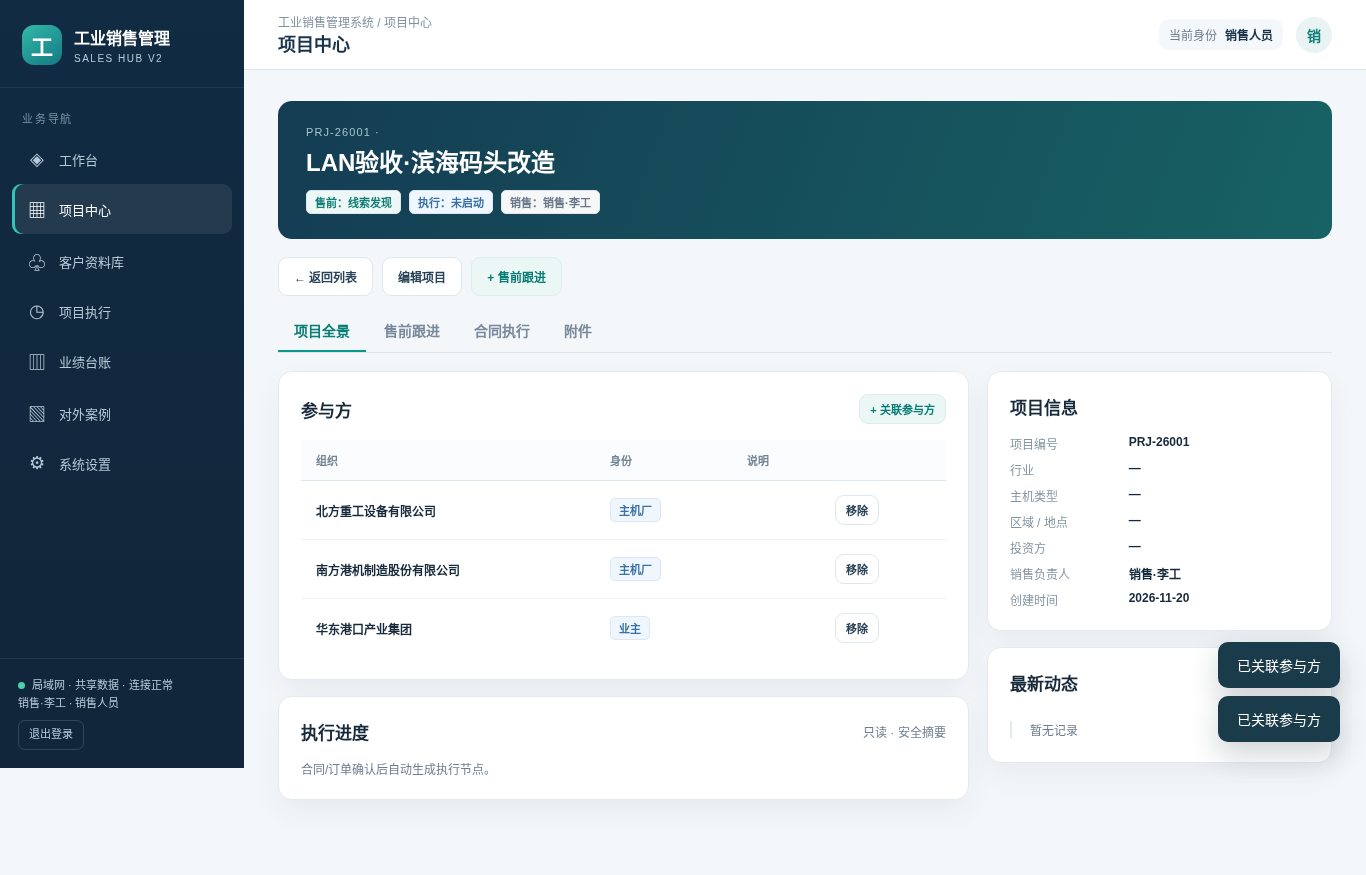 工
工业销售管理
SALES HUB V2
业务导航
工作台
项目中心
客户资料库
项目执行
业绩台账
对外案例
系统设置
局域网 · 共享数据 · 连接正常
销售·李工 · 销售人员
退出登录
工业销售管理系统 / 项目中心
项目中心
当前身份 销售人员
销
PRJ-26001 ·
LAN验收·滨海码头改造
售前：线索发现 执行：未启动 销售：销售·李工
← 返回列表 编辑项目 + 售前跟进
项目全景 售前跟进 合同执行 附件
参与方 + 关联参与方
组织 身份 说明
北方重工设备有限公司 主机厂 移除
南方港机制造股份有限公司 主机厂 移除
华东港口产业集团 业主 移除
执行进度 只读 · 安全摘要
合同/订单确认后自动生成执行节点。
项目信息
项目编号 PRJ-26001
行业 —
主机类型 —
区域 / 地点 —
投资方 —
销售负责人 销售·李工
创建时间 2026-11-20
最新动态
暂无记录
已关联参与方
已关联参与方